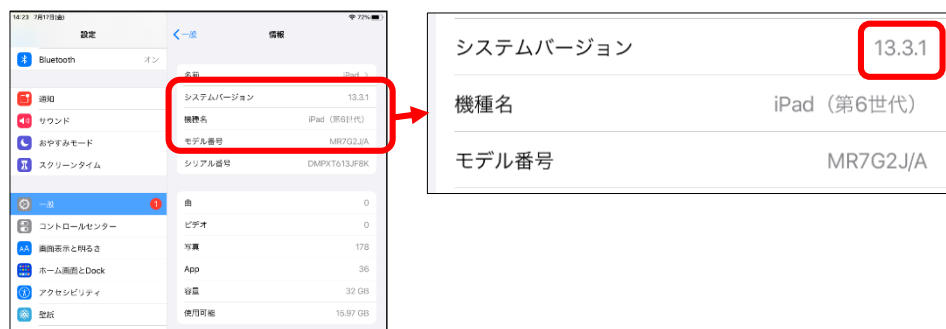 14:23 7月17日(金)
72%
設定
一般
情報
Bluetooth オン
通知
サウンド
おやすみモード
スクリーンタイム
一般 1
コントロールセンター
画面表示と明るさ
ホーム画面とDock
アクセシビリティ
壁紙
名前 iPad
システムバージョン 13.3.1
機種名 iPad（第6世代）
モデル番号 MR7G2J/A
シリアル番号 DMPXT613JF8K
曲 0
ビデオ 0
写真 178
App 36
容量 32 GB
使用可能 15.97 GB
システムバージョン 13.3.1
機種名 iPad（第6世代）
モデル番号 MR7G2J/A